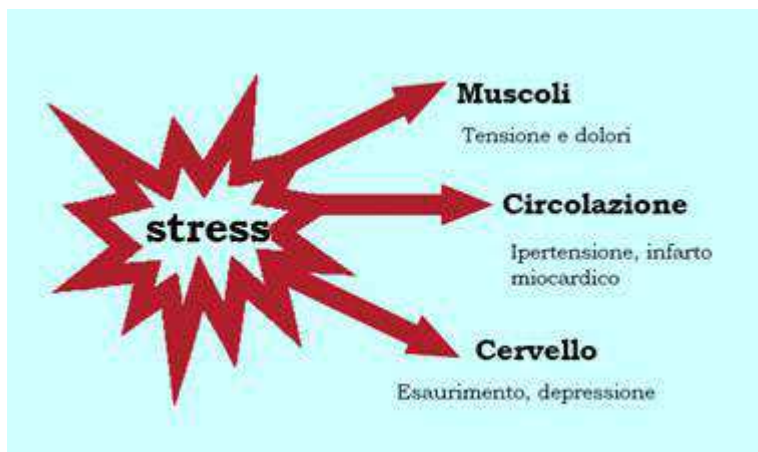 stress
Muscoli
Tensione e dolori
Circolazione
Ipertensione, infarto
miocardico
Cervello
Esaurimento, depressione